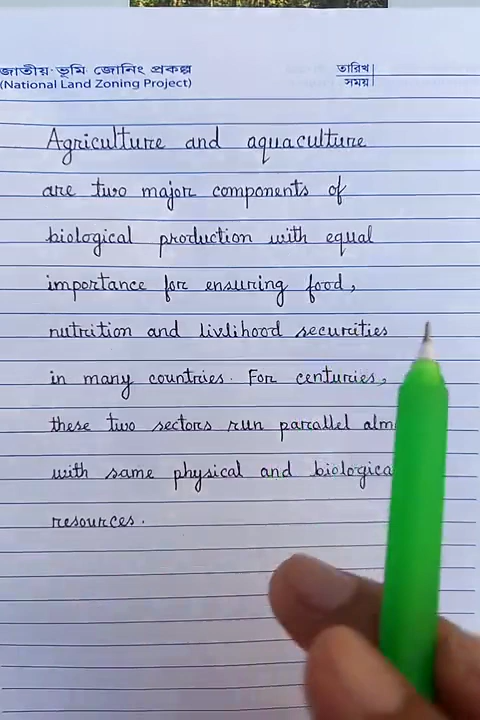 জাতীয় ভূমি জোনিং প্রকল্প
(National Land Zoning Project)
তারিখ
সময়
Agriculture and aquaculture
are two major components of
biological production with equal
importance for ensuring food,
nutrition and livlihood securities
in many countries. For centuries,
these two sectors run parallel
with same physical and
resources.